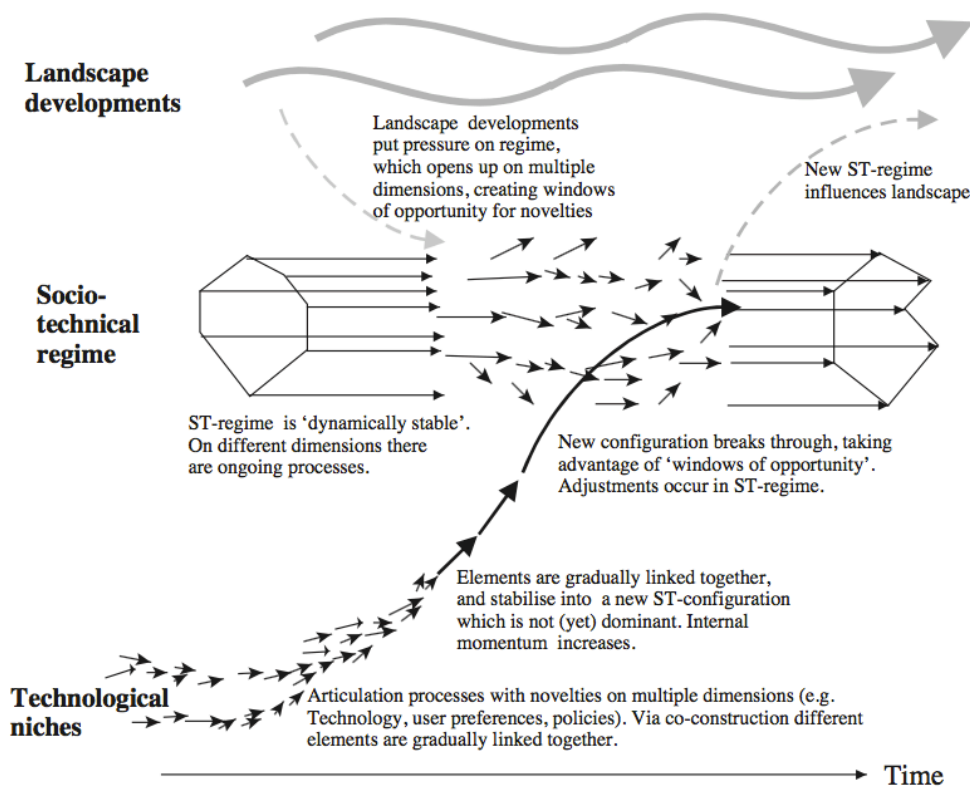 Landscape
developments
Landscape developments
put pressure on regime,
which opens up on multiple
dimensions, creating windows
of opportunity for novelties
New ST-regime
influences landscape
Socio-
technical
regime
ST-regime is ‘dynamically stable’.
On different dimensions there
are ongoing processes.
New configuration breaks through, taking
advantage of ‘windows of opportunity’.
Adjustments occur in ST-regime.
Elements are gradually linked together,
and stabilise into a new ST-configuration
which is not (yet) dominant. Internal
momentum increases.
Technological
niches
Articulation processes with novelties on multiple dimensions (e.g.
Technology, user preferences, policies). Via co-construction different
elements are gradually linked together.
Time